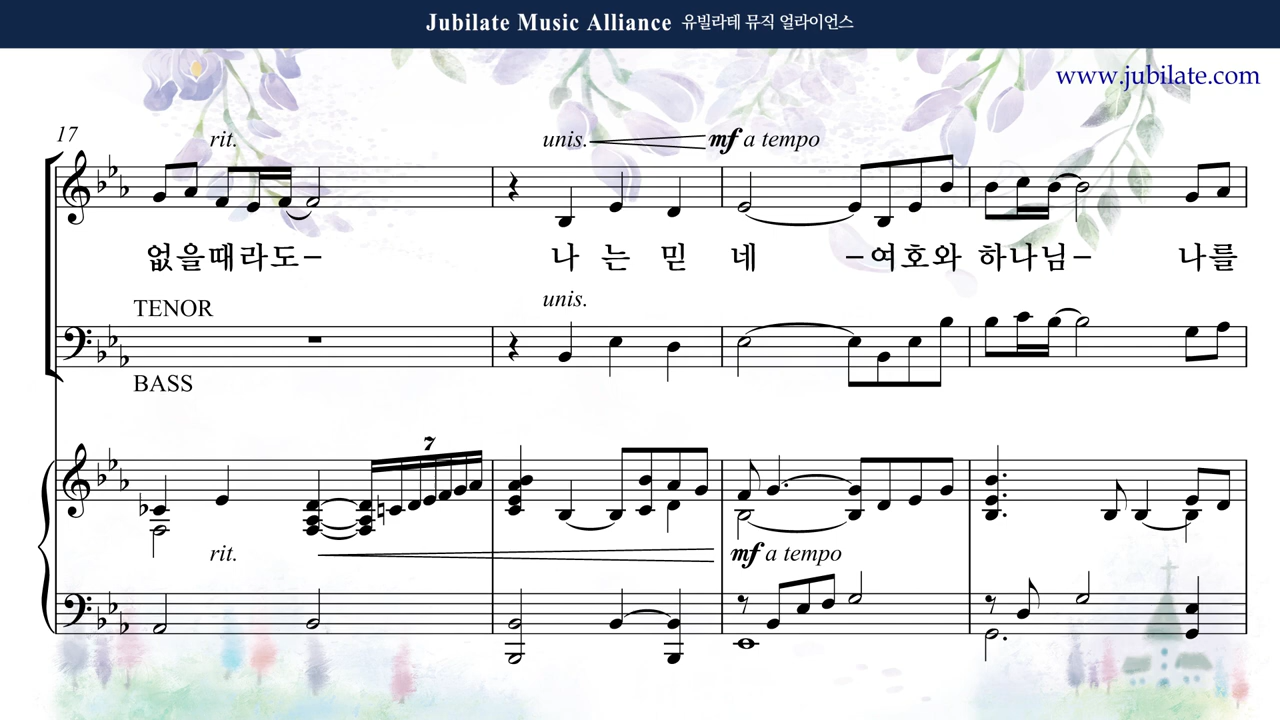 Jubilate Music Alliance 유빌라테 뮤직 얼라이언스
www.jubilate.com
17
rit. unis. mf a tempo
없을때라도– 나 는 믿 네 –여호와 하나님– 나를
TENOR unis.
BASS
7
rit. mf a tempo